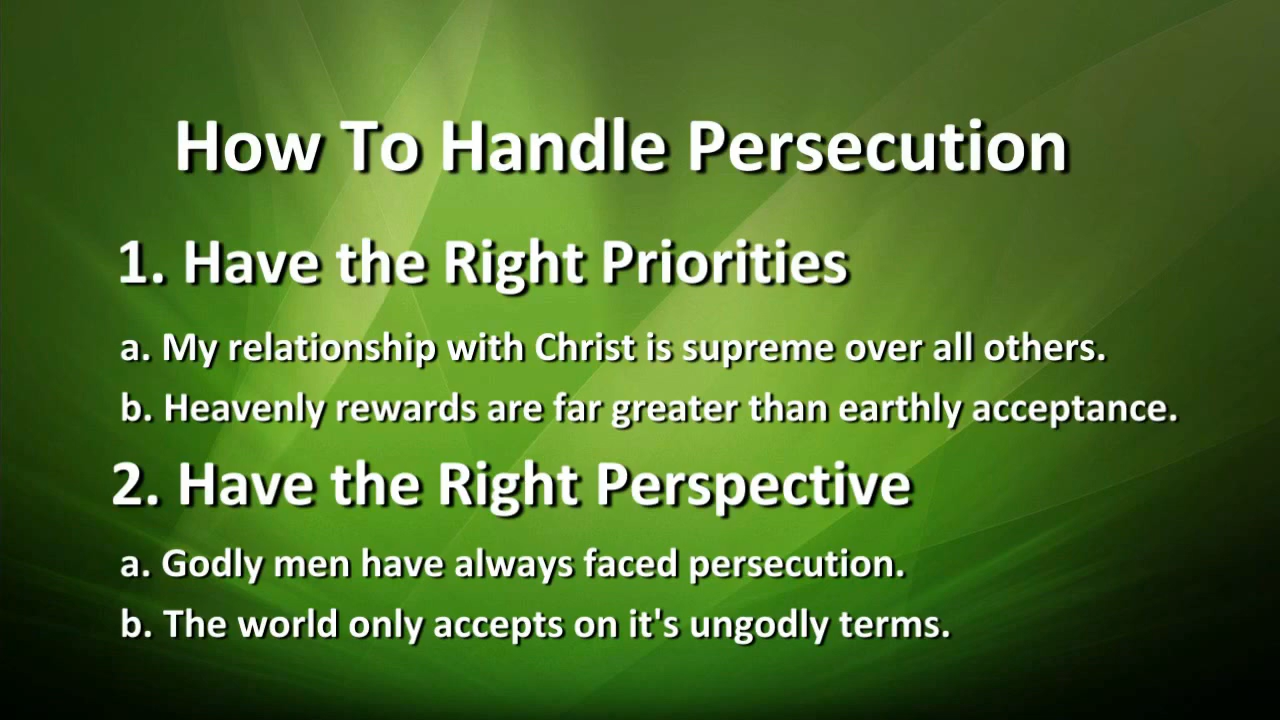 How To Handle Persecution
1. Have the Right Priorities
a. My relationship with Christ is supreme over all others.
b. Heavenly rewards are far greater than earthly acceptance.
2. Have the Right Perspective
a. Godly men have always faced persecution.
b. The world only accepts on it's ungodly terms.